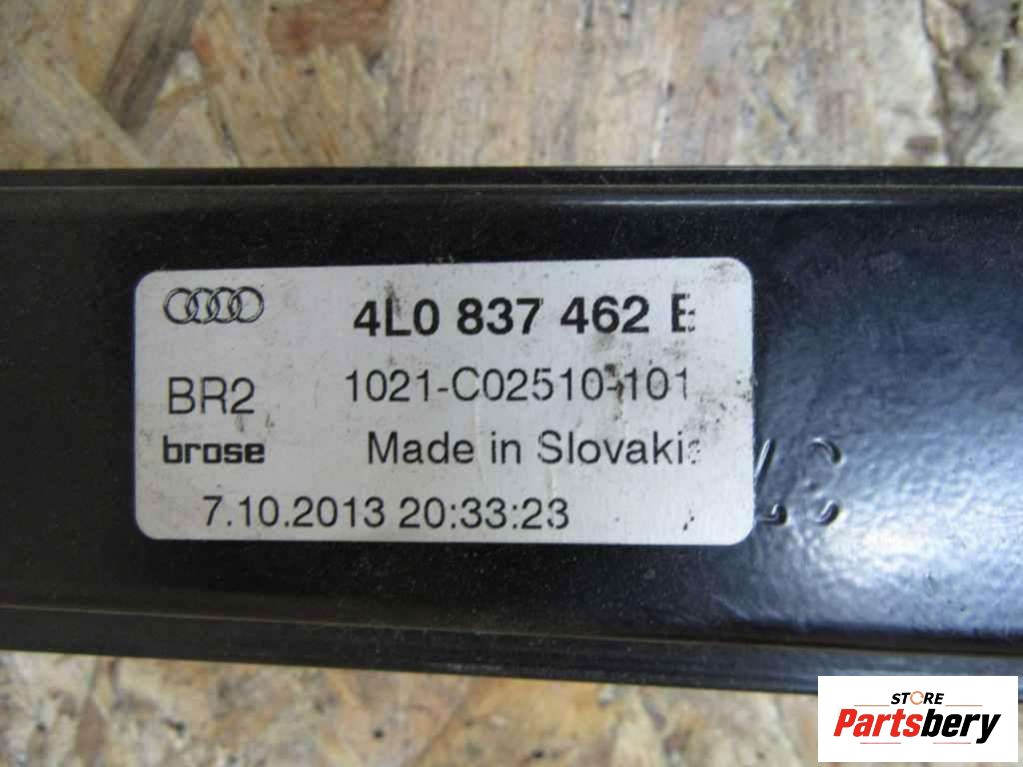 4L0 837 462
BR2
1021-C02510-101
brose
Made in Slovakia
7.10.2013 20:33:23
STORE
Partsbery